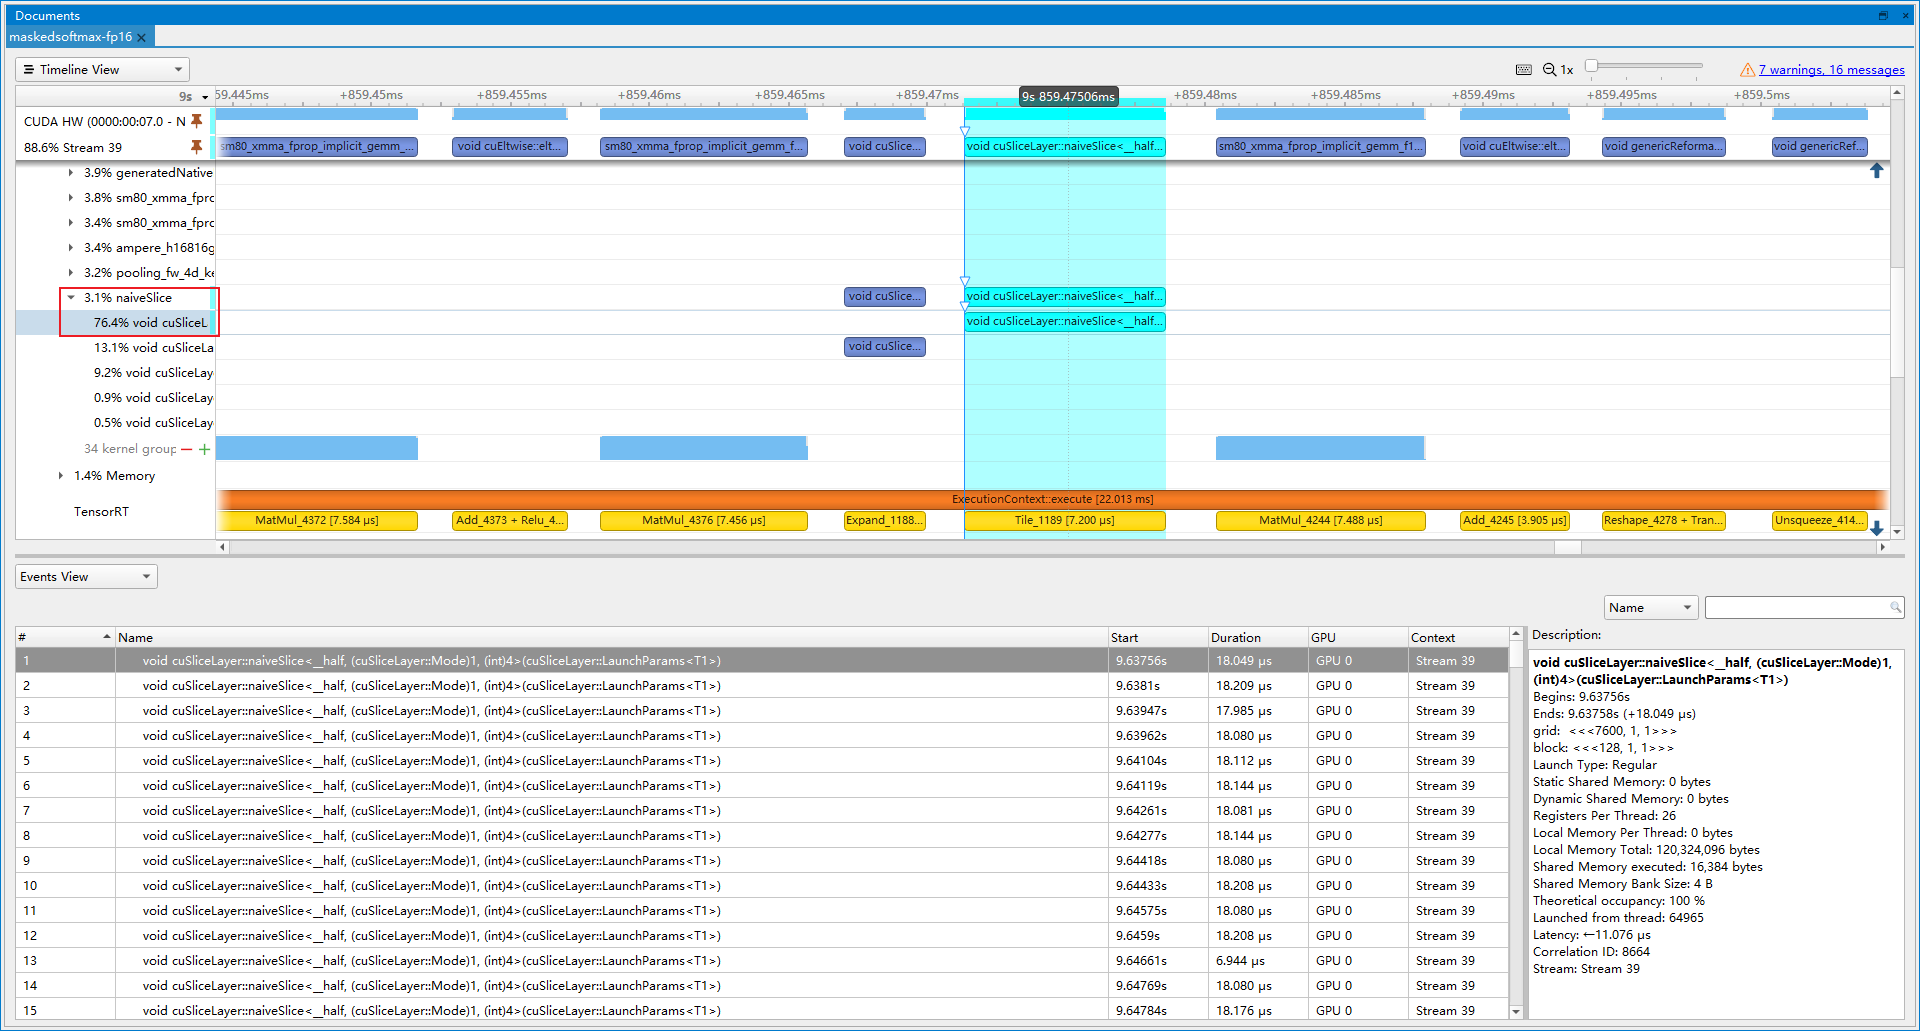 Documents
maskedsoftmax-fp16
Timeline View
1x
7 warnings, 16 messages
9s
59.445ms +859.45ms +859.455ms +859.46ms +859.465ms +859.47ms 9s 859.47506ms +859.48ms +859.485ms +859.49ms +859.495ms +859.5ms
CUDA HW (0000:00:07.0 - N
88.6% Stream 39
sm80_xmma_fprop_implicit_gemm_... void cuEltwise::elt... sm80_xmma_fprop_implicit_gemm_f... void cuSlice... void cuSliceLayer::naiveSlice<__half... sm80_xmma_fprop_implicit_gemm_f1... void cuEltwise::elt... void genericReforma... void genericRef...
3.9% generatedNative
3.8% sm80_xmma_fprc
3.4% sm80_xmma_fprc
3.4% ampere_h16816g
3.2% pooling_fw_4d_ke
3.1% naiveSlice
void cuSlice... void cuSliceLayer::naiveSlice<__half...
76.4% void cuSliceL
void cuSliceLayer::naiveSlice<__half...
13.1% void cuSliceLa
void cuSlice...
9.2% void cuSliceLay
0.9% void cuSliceLay
0.5% void cuSliceLay
34 kernel group
1.4% Memory
TensorRT
ExecutionContext::execute [22.013 ms]
MatMul_4372 [7.584 µs] Add_4373 + Relu_4... MatMul_4376 [7.456 µs] Expand_1188... Tile_1189 [7.200 µs] MatMul_4244 [7.488 µs] Add_4245 [3.905 µs] Reshape_4278 + Tran... Unsqueeze_414...
Events View
Name
# Name Start Duration GPU Context
1 void cuSliceLayer::naiveSlice<__half, (cuSliceLayer::Mode)1, (int)4>(cuSliceLayer::LaunchParams<T1>) 9.63756s 18.049 µs GPU 0 Stream 39
2 void cuSliceLayer::naiveSlice<__half, (cuSliceLayer::Mode)1, (int)4>(cuSliceLayer::LaunchParams<T1>) 9.6381s 18.209 µs GPU 0 Stream 39
3 void cuSliceLayer::naiveSlice<__half, (cuSliceLayer::Mode)1, (int)4>(cuSliceLayer::LaunchParams<T1>) 9.63947s 17.985 µs GPU 0 Stream 39
4 void cuSliceLayer::naiveSlice<__half, (cuSliceLayer::Mode)1, (int)4>(cuSliceLayer::LaunchParams<T1>) 9.63962s 18.080 µs GPU 0 Stream 39
5 void cuSliceLayer::naiveSlice<__half, (cuSliceLayer::Mode)1, (int)4>(cuSliceLayer::LaunchParams<T1>) 9.64104s 18.112 µs GPU 0 Stream 39
6 void cuSliceLayer::naiveSlice<__half, (cuSliceLayer::Mode)1, (int)4>(cuSliceLayer::LaunchParams<T1>) 9.64119s 18.144 µs GPU 0 Stream 39
7 void cuSliceLayer::naiveSlice<__half, (cuSliceLayer::Mode)1, (int)4>(cuSliceLayer::LaunchParams<T1>) 9.64261s 18.081 µs GPU 0 Stream 39
8 void cuSliceLayer::naiveSlice<__half, (cuSliceLayer::Mode)1, (int)4>(cuSliceLayer::LaunchParams<T1>) 9.64277s 18.144 µs GPU 0 Stream 39
9 void cuSliceLayer::naiveSlice<__half, (cuSliceLayer::Mode)1, (int)4>(cuSliceLayer::LaunchParams<T1>) 9.64418s 18.080 µs GPU 0 Stream 39
10 void cuSliceLayer::naiveSlice<__half, (cuSliceLayer::Mode)1, (int)4>(cuSliceLayer::LaunchParams<T1>) 9.64433s 18.208 µs GPU 0 Stream 39
11 void cuSliceLayer::naiveSlice<__half, (cuSliceLayer::Mode)1, (int)4>(cuSliceLayer::LaunchParams<T1>) 9.64575s 18.080 µs GPU 0 Stream 39
12 void cuSliceLayer::naiveSlice<__half, (cuSliceLayer::Mode)1, (int)4>(cuSliceLayer::LaunchParams<T1>) 9.6459s 18.208 µs GPU 0 Stream 39
13 void cuSliceLayer::naiveSlice<__half, (cuSliceLayer::Mode)1, (int)4>(cuSliceLayer::LaunchParams<T1>) 9.64661s 6.944 µs GPU 0 Stream 39
14 void cuSliceLayer::naiveSlice<__half, (cuSliceLayer::Mode)1, (int)4>(cuSliceLayer::LaunchParams<T1>) 9.64769s 18.080 µs GPU 0 Stream 39
15 void cuSliceLayer::naiveSlice<__half, (cuSliceLayer::Mode)1, (int)4>(cuSliceLayer::LaunchParams<T1>) 9.64784s 18.176 µs GPU 0 Stream 39
Description:
void cuSliceLayer::naiveSlice<__half, (cuSliceLayer::Mode)1,
(int)4>(cuSliceLayer::LaunchParams<T1>)
Begins: 9.63756s
Ends: 9.63758s (+18.049 µs)
grid: <<<7600, 1, 1>>>
block: <<<128, 1, 1>>>
Launch Type: Regular
Static Shared Memory: 0 bytes
Dynamic Shared Memory: 0 bytes
Registers Per Thread: 26
Local Memory Per Thread: 0 bytes
Local Memory Total: 120,324,096 bytes
Shared Memory executed: 16,384 bytes
Shared Memory Bank Size: 4 B
Theoretical occupancy: 100 %
Launched from thread: 64965
Latency: ←11.076 µs
Correlation ID: 8664
Stream: Stream 39